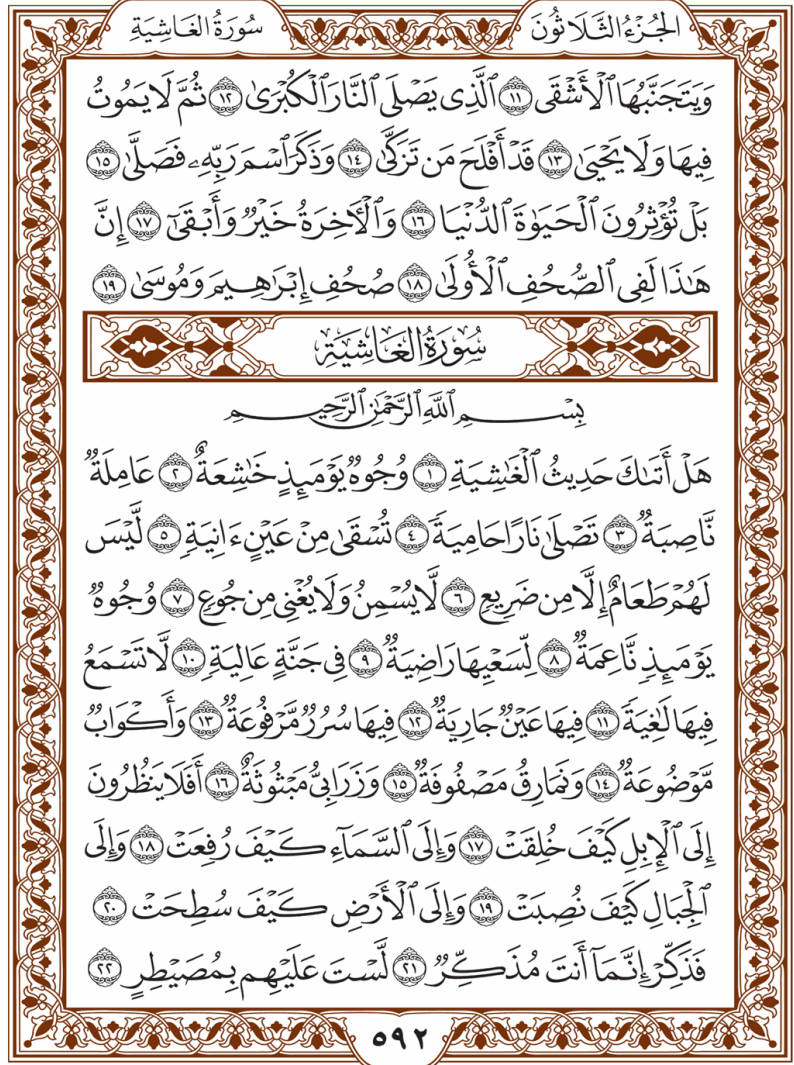 الجُزْءُ الثَّلَاثُونَ
سُورَةُ الغَاشِيَةِ
وَيَتَجَنَّبُهَا ٱلْأَشْقَى ١١ ٱلَّذِى يَصْلَى ٱلنَّارَ ٱلْكُبْرَىٰ ١٢ ثُمَّ لَا يَمُوتُ
فِيهَا وَلَا يَحْيَىٰ ١٣ قَدْ أَفْلَحَ مَن تَزَكَّىٰ ١٤ وَذَكَرَ ٱسْمَ رَبِّهِۦ فَصَلَّىٰ ١٥
بَلْ تُؤْثِرُونَ ٱلْحَيَوٰةَ ٱلدُّنْيَا ١٦ وَٱلْـَٔاخِرَةُ خَيْرٌ وَأَبْقَىٰٓ ١٧ إِنَّ
هَٰذَا لَفِى ٱلصُّحُفِ ٱلْأُولَىٰ ١٨ صُحُفِ إِبْرَٰهِيمَ وَمُوسَىٰ ١٩
سُورَةُ الغَاشِيَةِ
بِسْمِ ٱللَّهِ ٱلرَّحْمَٰنِ ٱلرَّحِيمِ
هَلْ أَتَىٰكَ حَدِيثُ ٱلْغَٰشِيَةِ ١ وُجُوهٌ يَوْمَئِذٍ خَٰشِعَةٌ ٢ عَامِلَةٌ
نَّاصِبَةٌ ٣ تَصْلَىٰ نَارًا حَامِيَةً ٤ تُسْقَىٰ مِنْ عَيْنٍ ءَانِيَةٍ ٥ لَّيْسَ
لَهُمْ طَعَامٌ إِلَّا مِن ضَرِيعٍ ٦ لَّا يُسْمِنُ وَلَا يُغْنِى مِن جُوعٍ ٧ وُجُوهٌ
يَوْمَئِذٍ نَّاعِمَةٌ ٨ لِّسَعْيِهَا رَاضِيَةٌ ٩ فِى جَنَّةٍ عَالِيَةٍ ١٠ لَّا تَسْمَعُ
فِيهَا لَٰغِيَةً ١١ فِيهَا عَيْنٌ جَارِيَةٌ ١٢ فِيهَا سُرُرٌ مَّرْفُوعَةٌ ١٣ وَأَكْوَابٌ
مَّوْضُوعَةٌ ١٤ وَنَمَارِقُ مَصْفُوفَةٌ ١٥ وَزَرَابِىُّ مَبْثُوثَةٌ ١٦ أَفَلَا يَنظُرُونَ
إِلَى ٱلْإِبِلِ كَيْفَ خُلِقَتْ ١٧ وَإِلَى ٱلسَّمَآءِ كَيْفَ رُفِعَتْ ١٨ وَإِلَى
ٱلْجِبَالِ كَيْفَ نُصِبَتْ ١٩ وَإِلَى ٱلْأَرْضِ كَيْفَ سُطِحَتْ ٢٠
فَذَكِّرْ إِنَّمَآ أَنتَ مُذَكِّرٌ ٢١ لَّسْتَ عَلَيْهِم بِمُصَيْطِرٍ ٢٢
٥٩٢